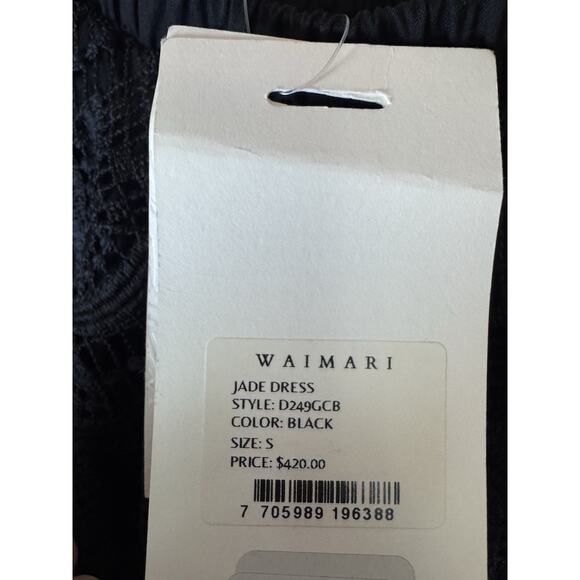 WAIMARI
JADE DRESS
STYLE: D249GCB
COLOR: BLACK
SIZE: S
PRICE: $420.00
7 705989 196388